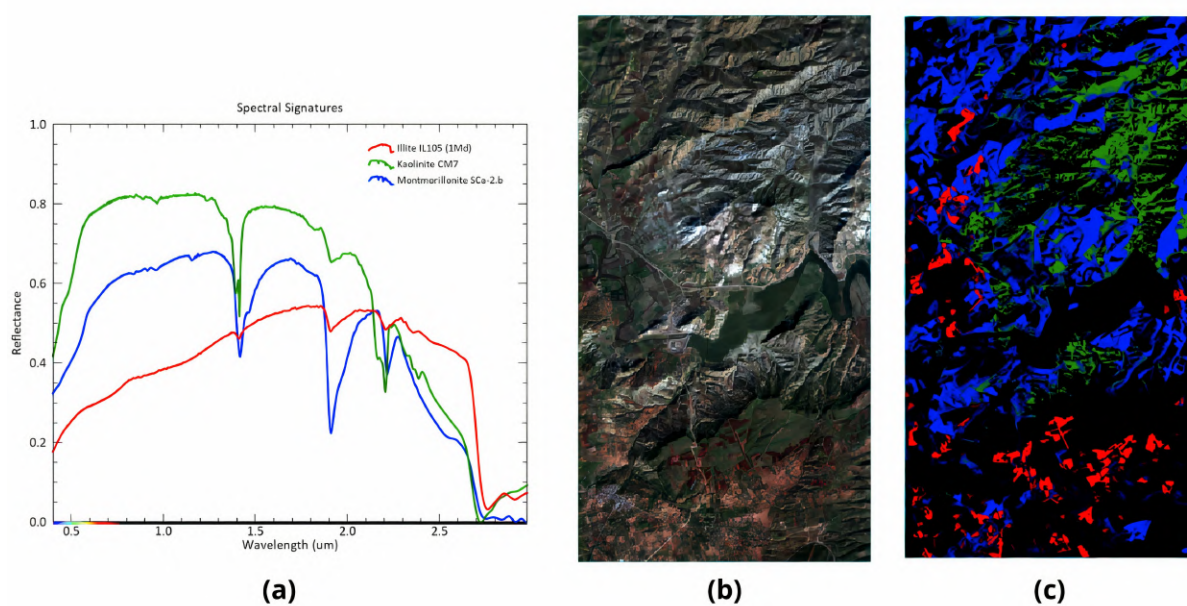 Spectral Signatures
1.0
0.8
0.6
0.4
0.2
0.0
Reflectance
Illite IL105 (1Md)
Kaolinite CM7
Montmorillonite SCa-2.b
0.5
1.0
1.5
2.0
2.5
Wavelength (um)
(a)
(b)
(c)